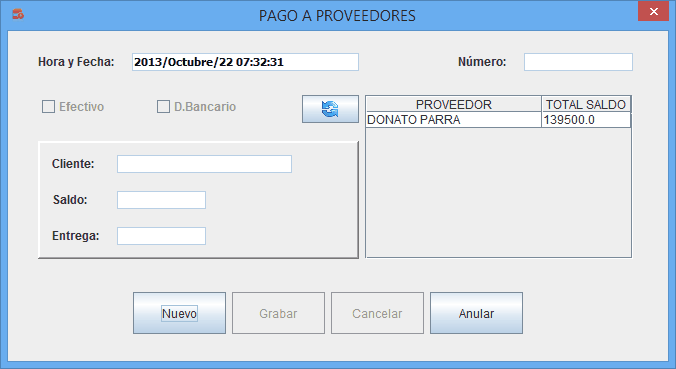 PAGO A PROVEEDORES
Hora y Fecha: 2013/Octubre/22 07:32:31 Número:
Efectivo D.Bancario
PROVEEDOR TOTAL SALDO
DONATO PARRA 139500.0
Cliente:
Saldo:
Entrega:
Nuevo Grabar Cancelar Anular